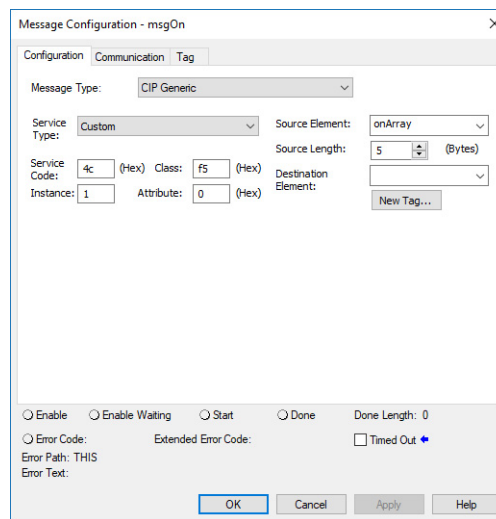 Message Configuration - msgOn
Configuration Communication Tag
Message Type: CIP Generic
Service Type: Custom
Source Element: onArray
Source Length: 5 (Bytes)
Service Code: 4c (Hex) Class: f5 (Hex)
Destination Element:
Instance: 1 Attribute: 0 (Hex)
New Tag...
Enable Enable Waiting Start Done Done Length: 0
Error Code: Extended Error Code: Timed Out
Error Path: THIS
Error Text:
OK Cancel Apply Help